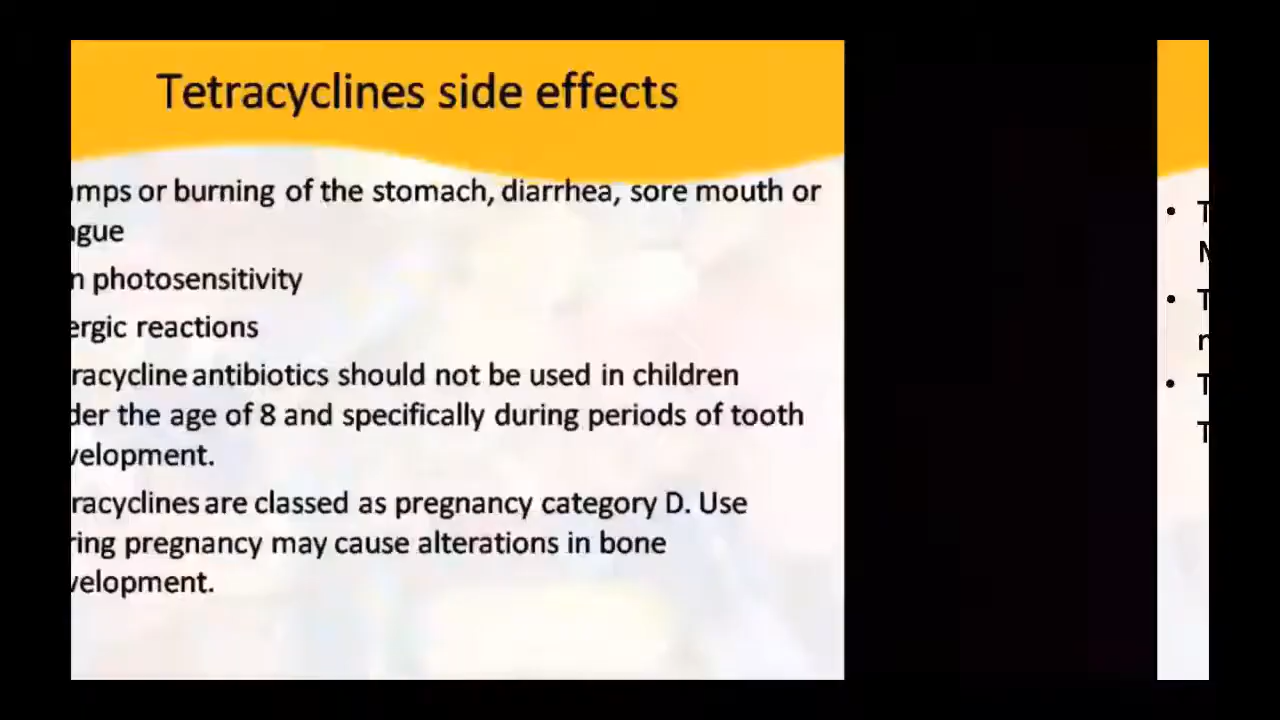 Tetracyclines side effects
amps or burning of the stomach, diarrhea, sore mouth or
gue
n photosensitivity
ergic reactions
racycline antibiotics should not be used in children
der the age of 8 and specifically during periods of tooth
velopment.
racyclines are classed as pregnancy category D. Use
ring pregnancy may cause alterations in bone
velopment.
• T
• T
• T
T